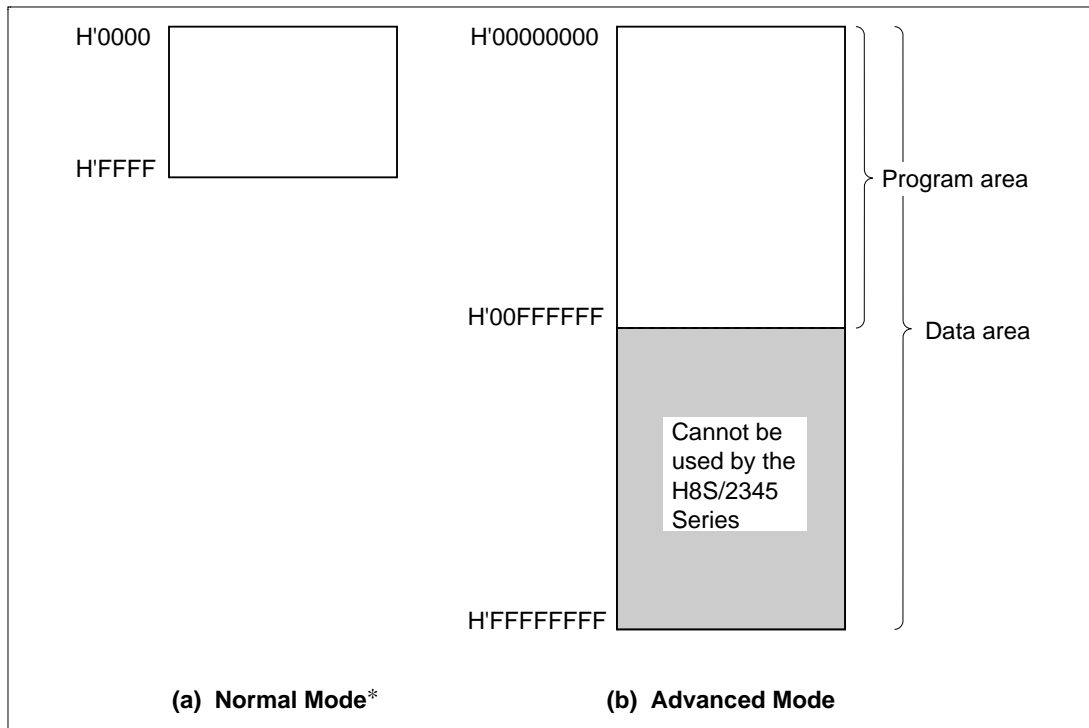 H'0000
H'FFFF
(a) Normal Mode*
H'00000000
H'00FFFFFF
H'FFFFFFFF
Program area
Data area
Cannot be
used by the
H8S/2345
Series
(b) Advanced Mode